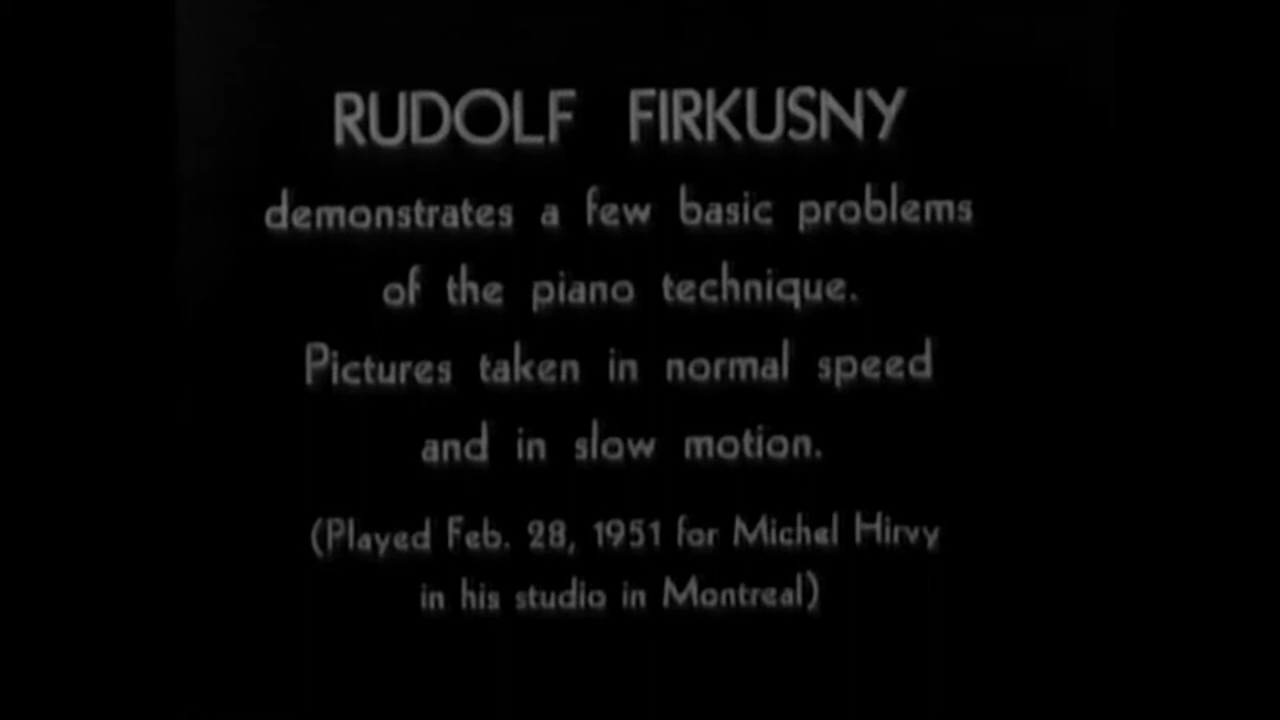 RUDOLF FIRKUSNY
demonstrates a few basic problems
of the piano technique.
Pictures taken in normal speed
and in slow motion.
(Played Feb. 28, 1951 for Michel Hirvy
in his studio in Montreal)